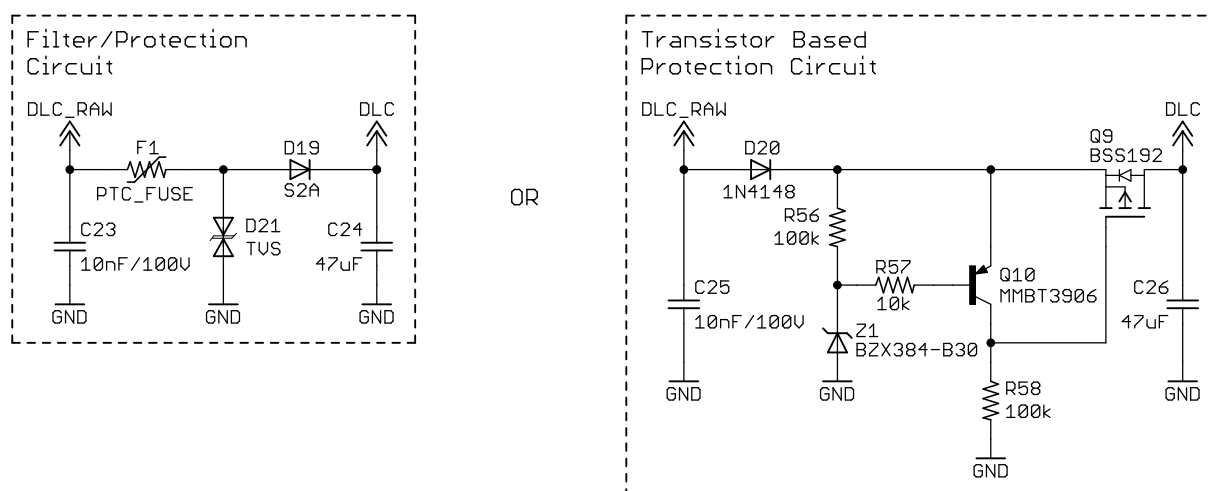 Filter/Protection
Circuit
DLC_RAW
DLC
F1
PTC_FUSE
D19
S2A
C23
10nF/100V
D21
TVS
C24
47uF
GND
GND
GND
OR
Transistor Based
Protection Circuit
DLC_RAW
DLC
D20
1N4148
Q9
BSS192
R56
100k
R57
10k
Q10
MMBT3906
C25
10nF/100V
Z1
BZX384-B30
C26
47uF
R58
100k
GND
GND
GND
GND